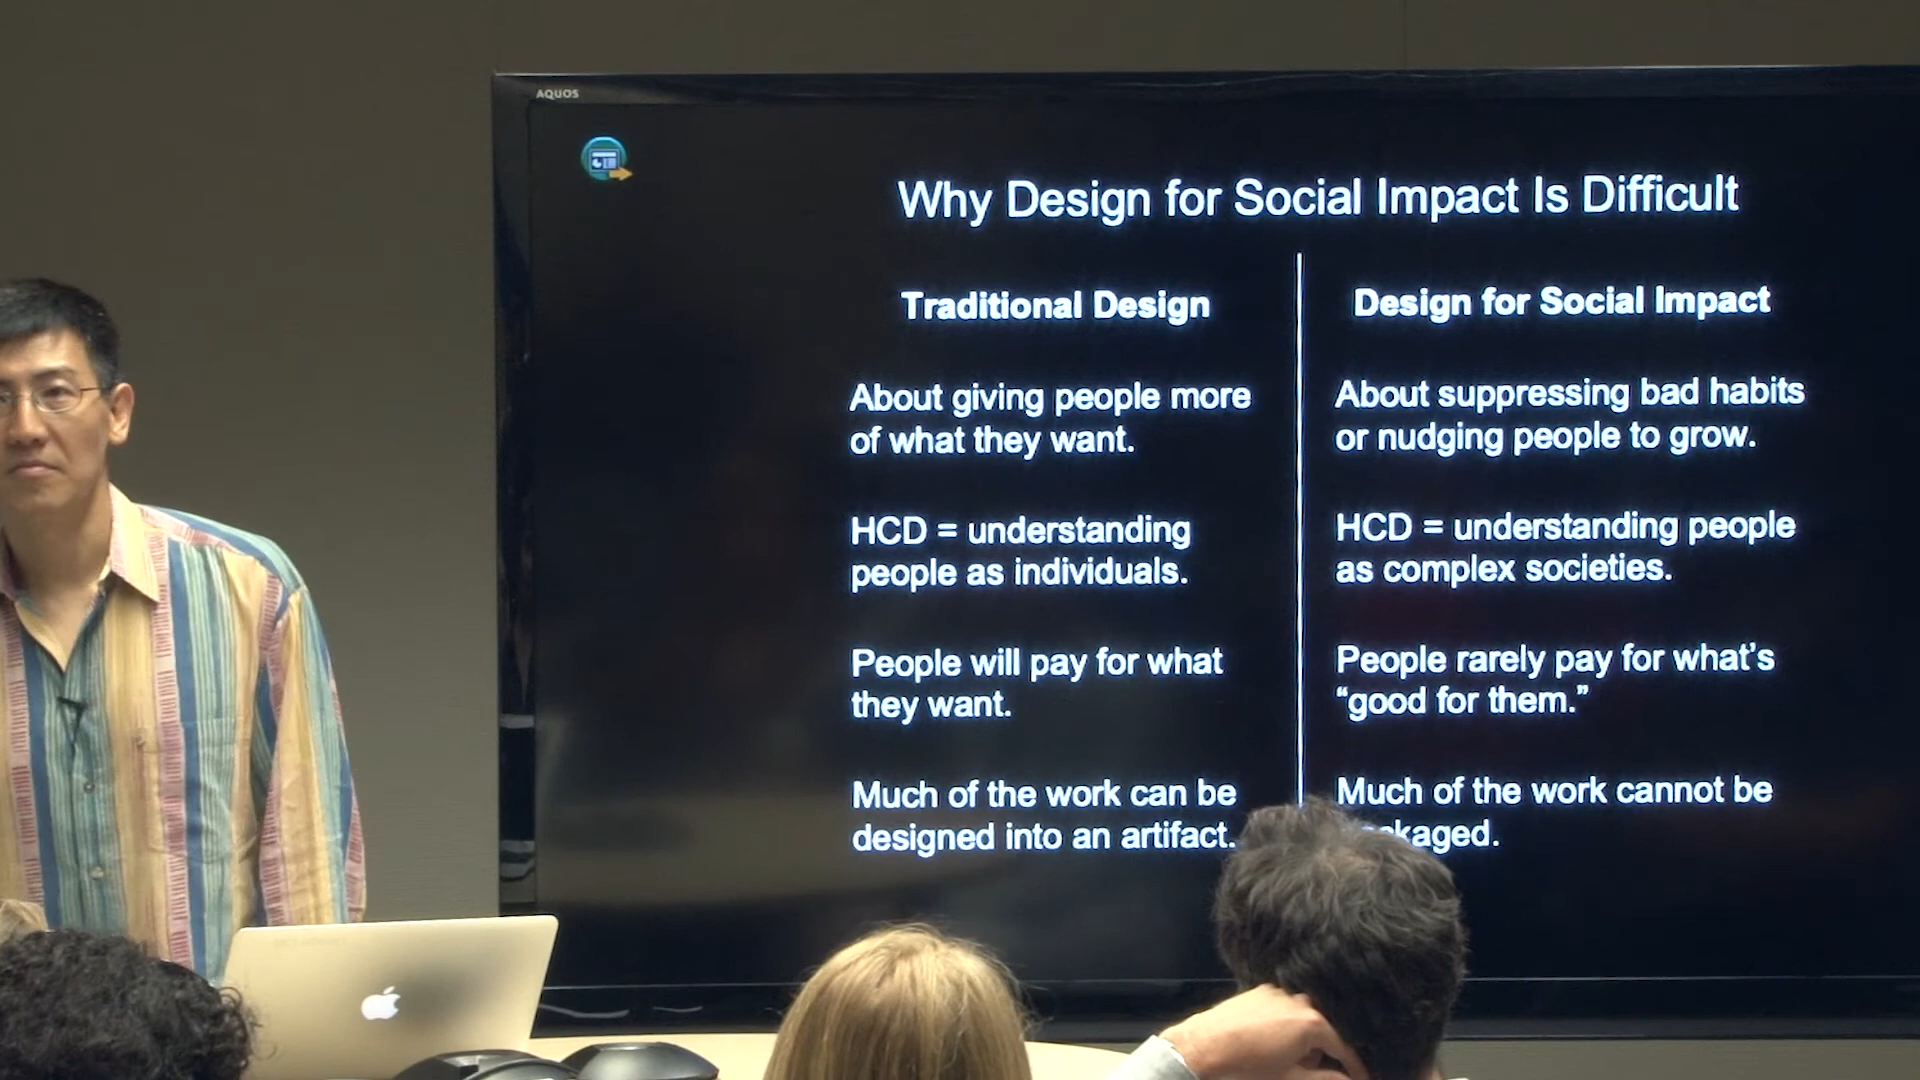 AQUOS
Why Design for Social Impact Is Difficult
Traditional Design
About giving people more
of what they want.
HCD = understanding
people as individuals.
People will pay for what
they want.
Much of the work can be
designed into an artifact.
Design for Social Impact
About suppressing bad habits
or nudging people to grow.
HCD = understanding people
as complex societies.
People rarely pay for what's
“good for them.”
Much of the work cannot be